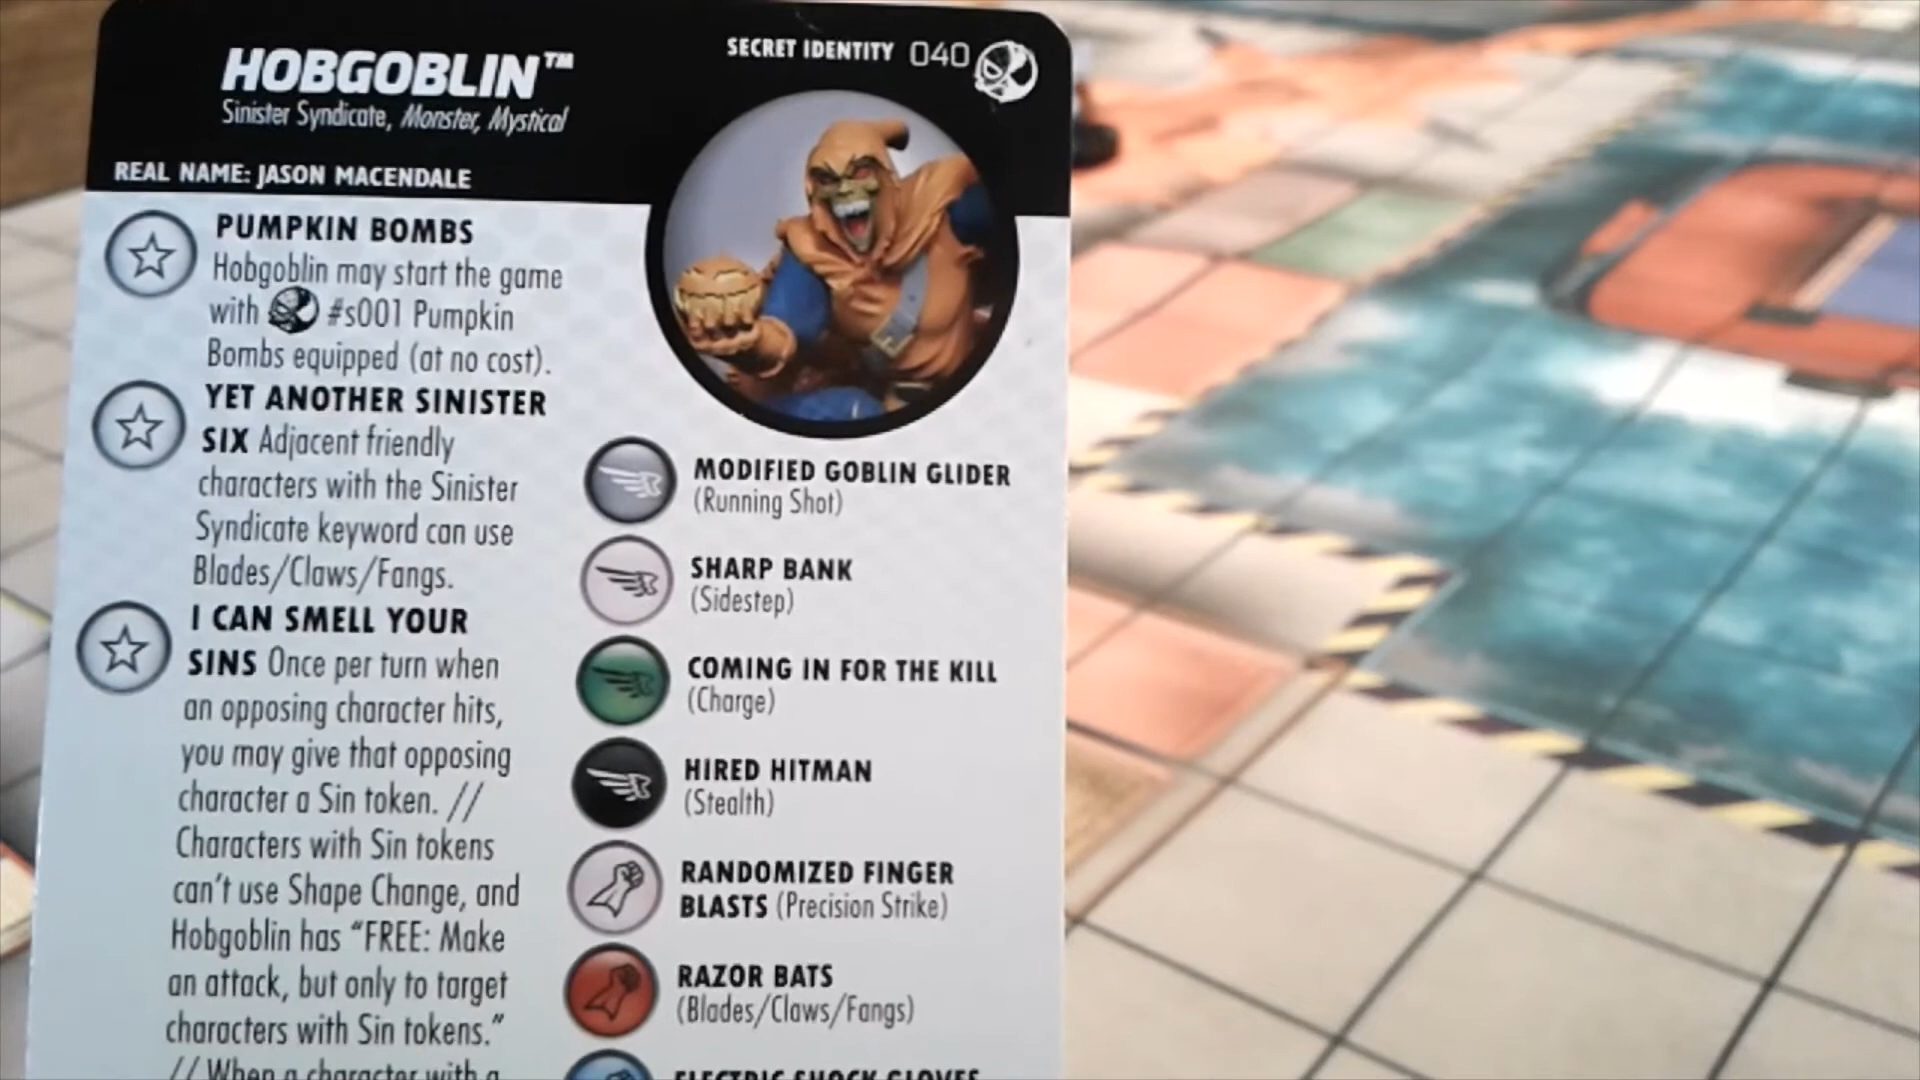 HOBGOBLIN™
Sinister Syndicate, Monster, Mystical
REAL NAME: JASON MACENDALE
SECRET IDENTITY 040
PUMPKIN BOMBS
Hobgoblin may start the game
with #s001 Pumpkin
Bombs equipped (at no cost).
YET ANOTHER SINISTER
SIX Adjacent friendly
characters with the Sinister
Syndicate keyword can use
Blades/Claws/Fangs.
I CAN SMELL YOUR
SINS Once per turn when
an opposing character hits,
you may give that opposing
character a Sin token. //
Characters with Sin tokens
can't use Shape Change, and
Hobgoblin has "FREE: Make
an attack, but only to target
characters with Sin tokens."
// When a character with a
MODIFIED GOBLIN GLIDER
(Running Shot)
SHARP BANK
(Sidestep)
COMING IN FOR THE KILL
(Charge)
HIRED HITMAN
(Stealth)
RANDOMIZED FINGER
BLASTS (Precision Strike)
RAZOR BATS
(Blades/Claws/Fangs)
ELECTRIC SHOCK GLOVES